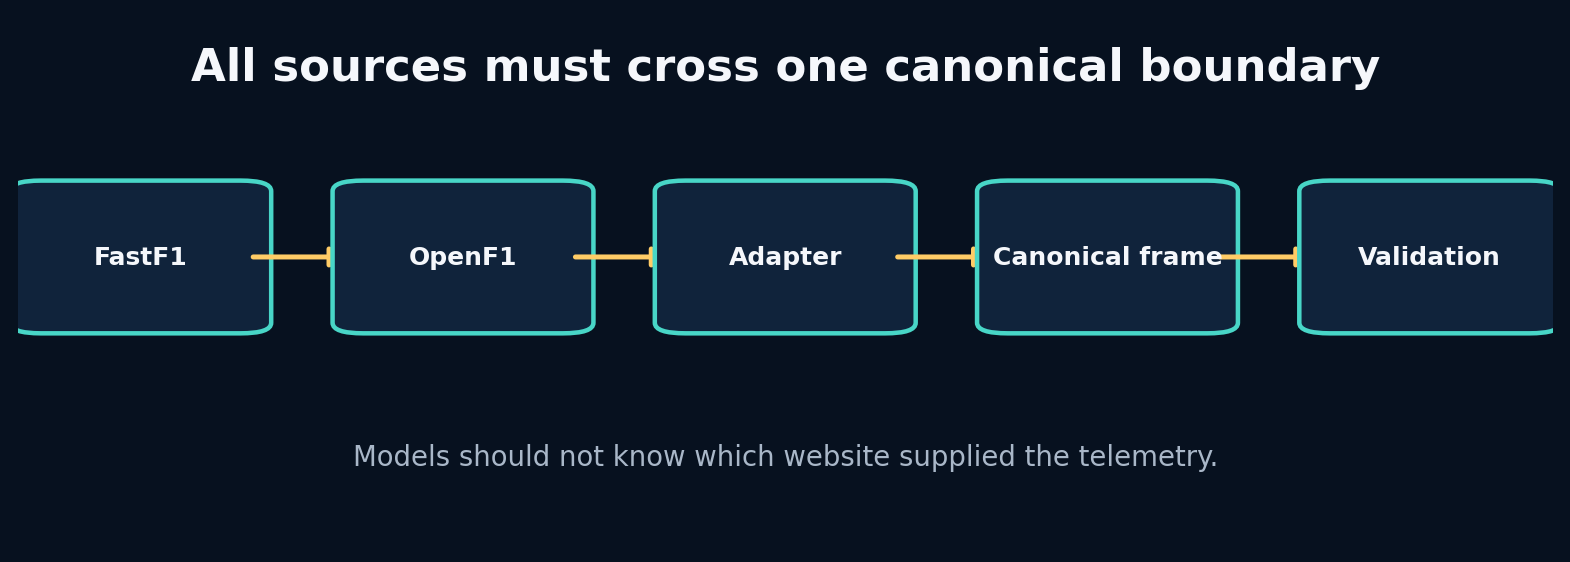 All sources must cross one canonical boundary
FastF1
OpenF1
Adapter
Canonical frame
Validation
Models should not know which website supplied the telemetry.